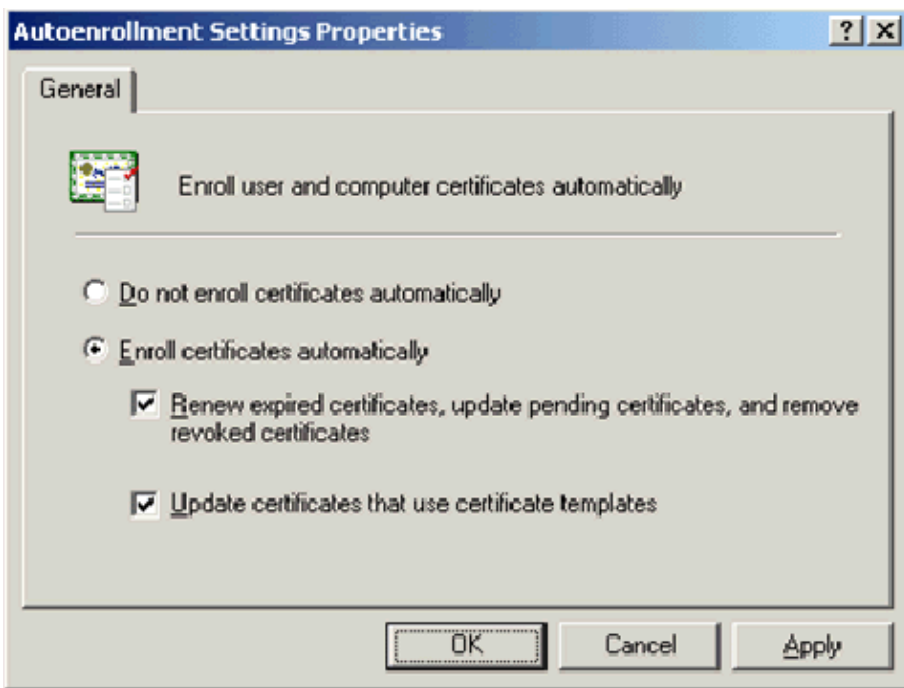 Autoenrollment Settings Properties
General
Enroll user and computer certificates automatically
Do not enroll certificates automatically
Enroll certificates automatically
Renew expired certificates, update pending certificates, and remove
revoked certificates
Update certificates that use certificate templates
OK Cancel Apply